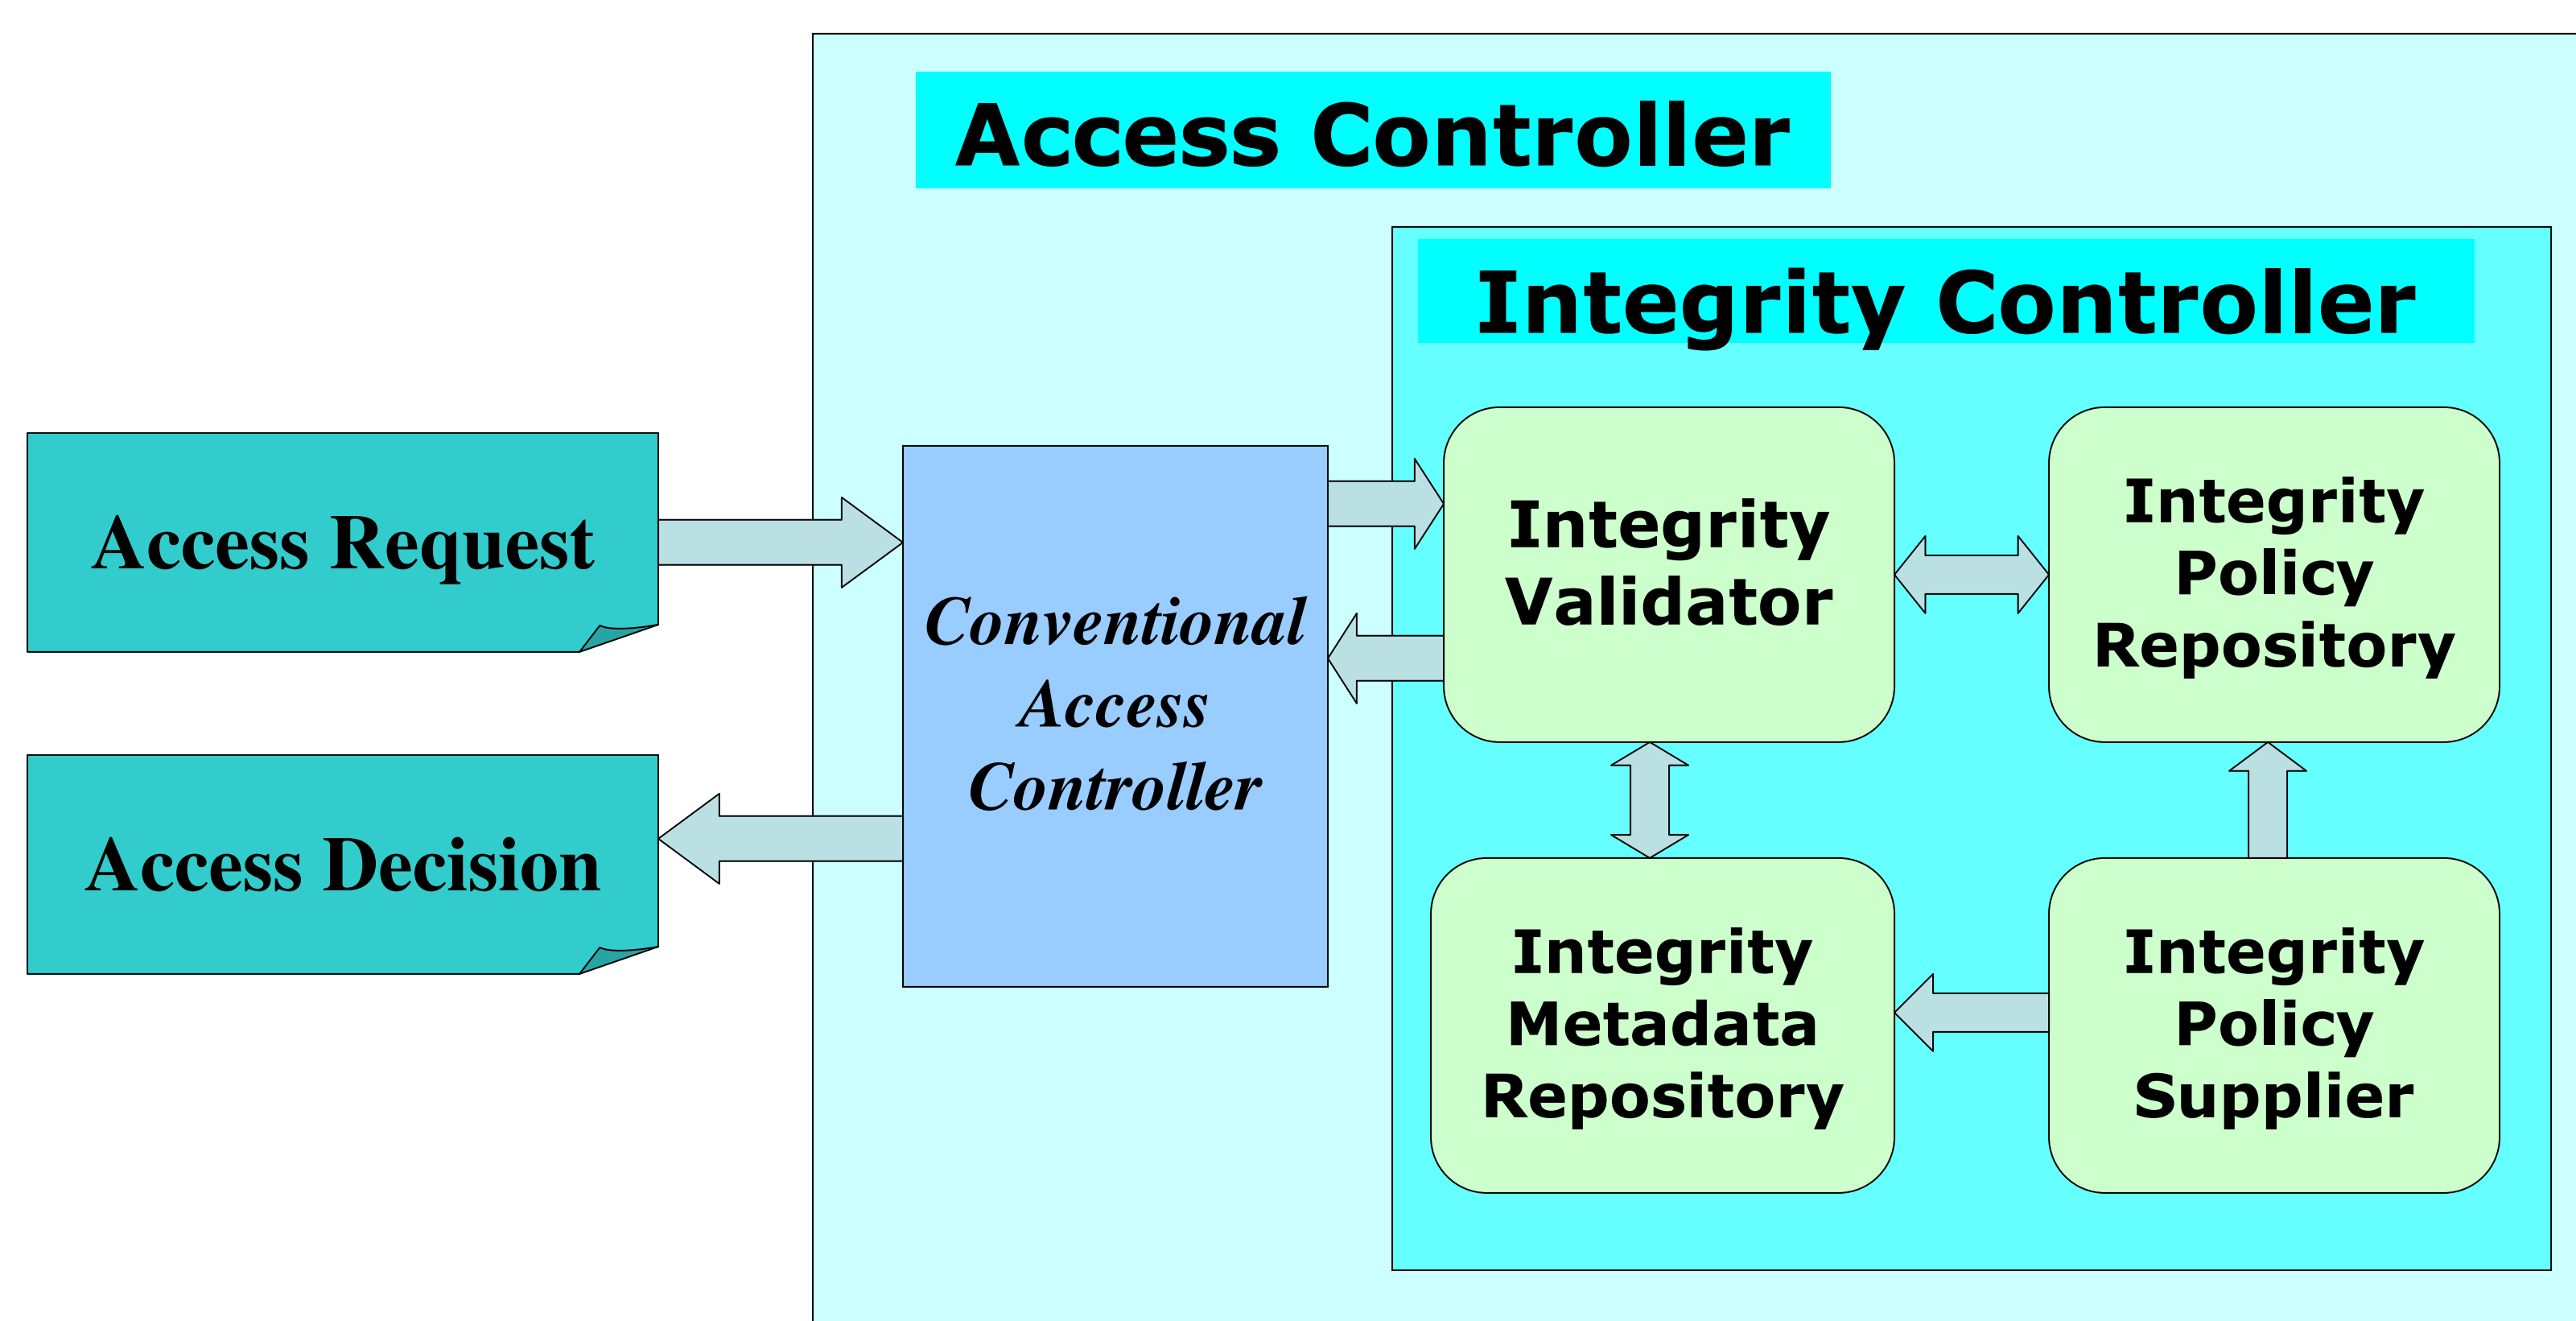 Access Controller
Integrity Controller
Access Request
Access Decision
Conventional
Access
Controller
Integrity
Validator
Integrity
Policy
Repository
Integrity
Metadata
Repository
Integrity
Policy
Supplier